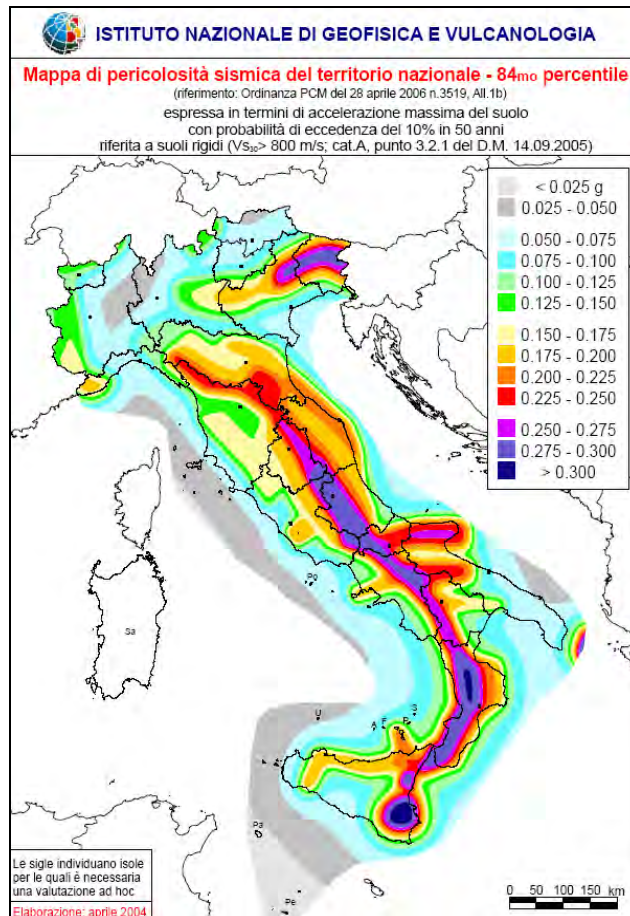 ISTITUTO NAZIONALE DI GEOFISICA E VULCANOLOGIA
Mappa di pericolosità sismica del territorio nazionale - 84mo percentile
(riferimento: Ordinanza PCM del 28 aprile 2006 n.3519, All.1b)
espressa in termini di accelerazione massima del suolo
con probabilità di eccedenza del 10% in 50 anni
riferita a suoli rigidi (Vs30> 800 m/s; cat.A, punto 3.2.1 del D.M. 14.09.2005)
< 0.025 g
0.025 - 0.050
0.050 - 0.075
0.075 - 0.100
0.100 - 0.125
0.125 - 0.150
0.150 - 0.175
0.175 - 0.200
0.200 - 0.225
0.225 - 0.250
0.250 - 0.275
0.275 - 0.300
> 0.300
Sa
U
S
A
F
P
Pe
Le sigle individuano isole
per le quali è necessaria
una valutazione ad hoc
Elaborazione: aprile 2004
0 50 100 150 km